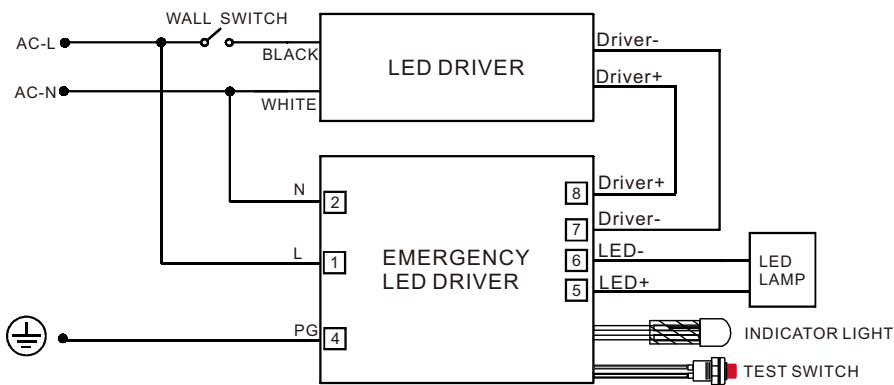 WALL SWITCH
AC-L
BLACK
AC-N
WHITE
LED DRIVER
Driver-
Driver+
N
2
L
1
PG
4
EMERGENCY
LED DRIVER
8
Driver+
7
Driver-
6
LED-
5
LED+
LED
LAMP
INDICATOR LIGHT
TEST SWITCH